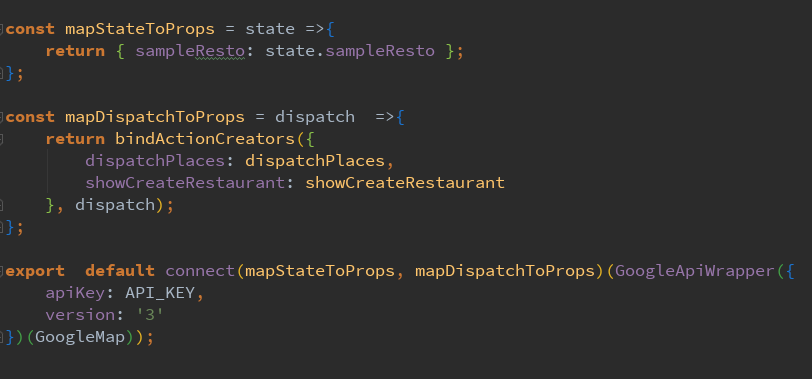 const mapStateToProps = state =>{
    return { sampleResto: state.sampleResto };
};
const mapDispatchToProps = dispatch  =>{
    return bindActionCreators({
        dispatchPlaces: dispatchPlaces,
        showCreateRestaurant: showCreateRestaurant
    }, dispatch);
};
export  default connect(mapStateToProps, mapDispatchToProps)(GoogleApiWrapper({
    apiKey: API_KEY,
    version: '3'
})(GoogleMap));